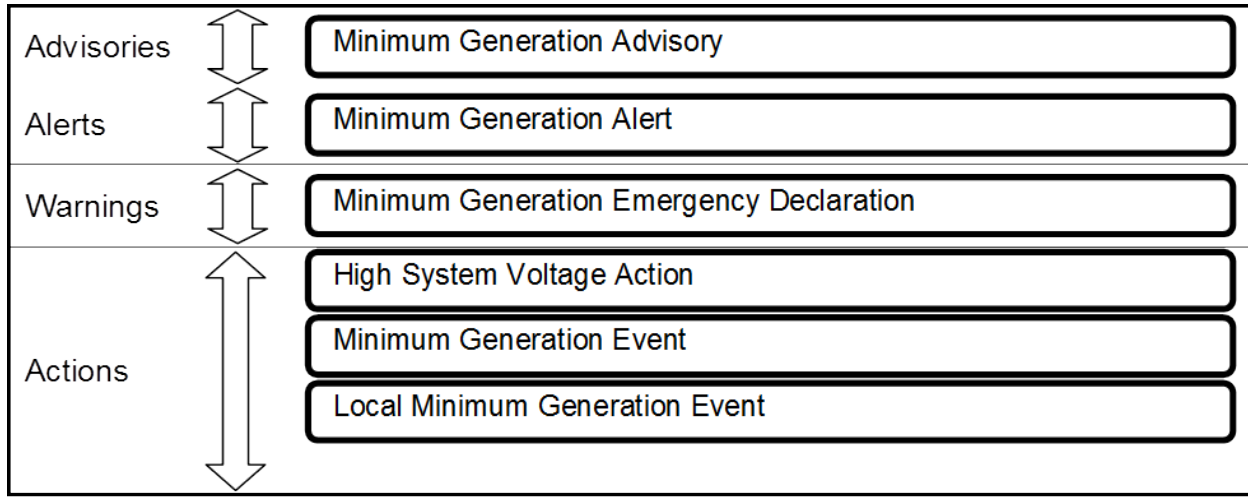 Advisories
Minimum Generation Advisory
Alerts
Minimum Generation Alert
Warnings
Minimum Generation Emergency Declaration
Actions
High System Voltage Action
Minimum Generation Event
Local Minimum Generation Event